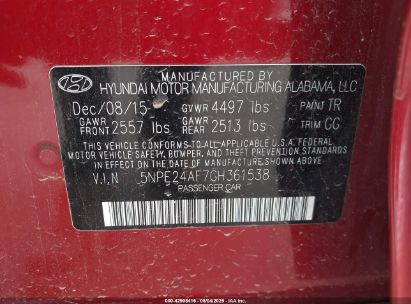 MANUFACTURED BY
HYUNDAI MOTOR MANUFACTURING ALABAMA, LLC
Dec/08/15 GVWR 4497 lbs PAINT TR
GAWR FRONT 2557 lbs GAWR REAR 2513 lbs TRIM GG
THIS VEHICLE CONFORMS TO ALL APPLICABLE U.S.A. FEDERAL
MOTOR VEHICLE SAFETY, BUMPER, AND THEFT PREVENTION
STANDARDS IN EFFECT ON THE DATE OF MANUFACTURE
SHOWN ABOVE.
V.I.N 5NPE24AF7GH361538
PASSENGER CAR